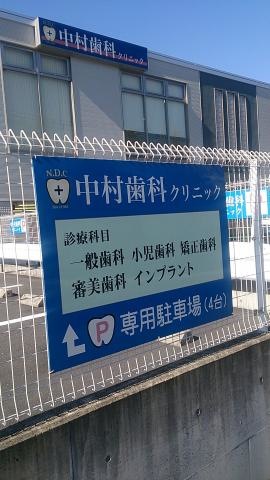 中村歯科クリニック
N.D.C
中村歯科クリニック
診療科目
一般歯科 小児歯科 矯正歯科
審美歯科 インプラント
P 専用駐車場(4台)